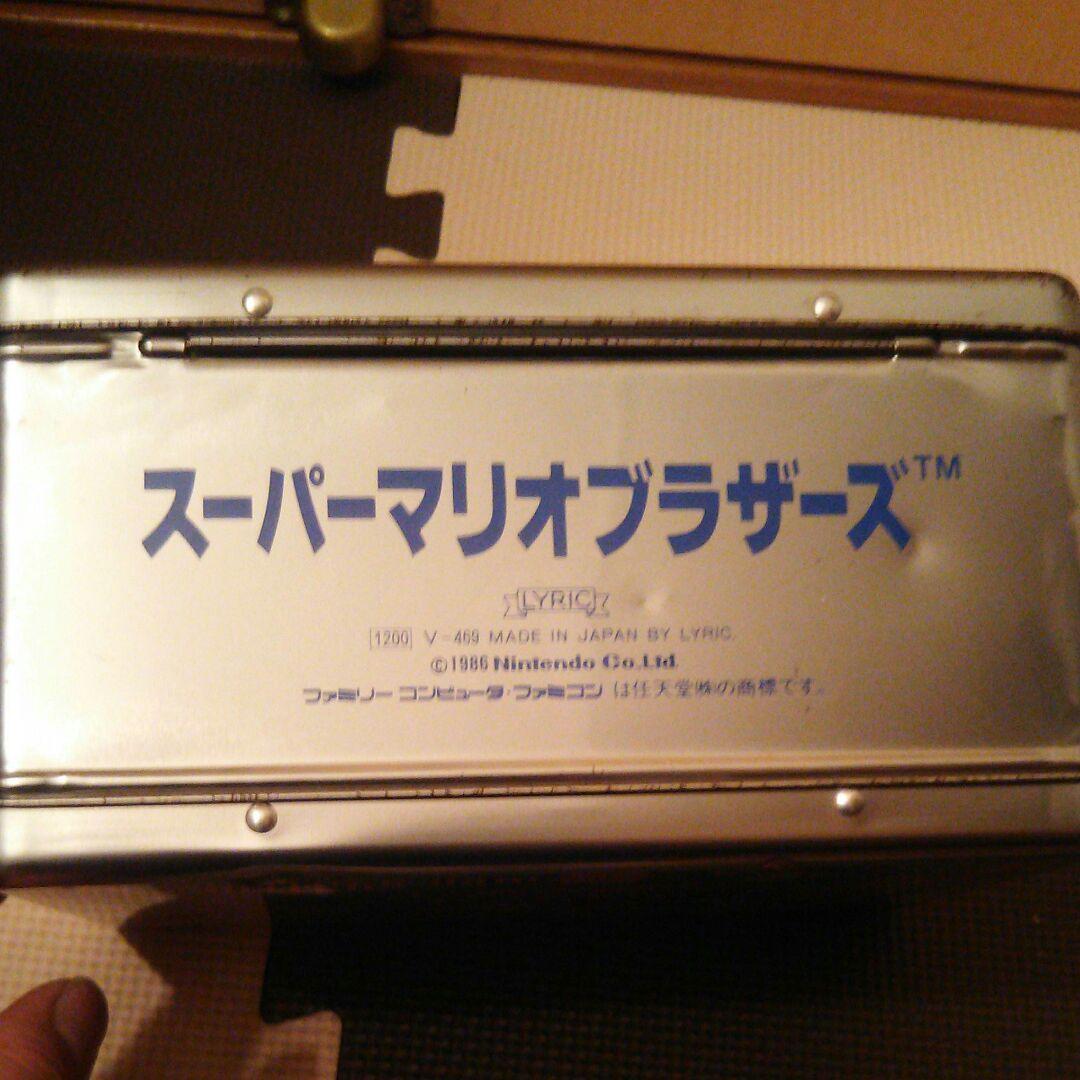 スーパーマリオブラザーズ™
LYRIC
1200 V-469 MADE IN JAPAN BY LYRIC.
©1986 Nintendo Co.,Ltd.
ファミリー コンピュータ・ファミコン は任天堂㈱の商標です。